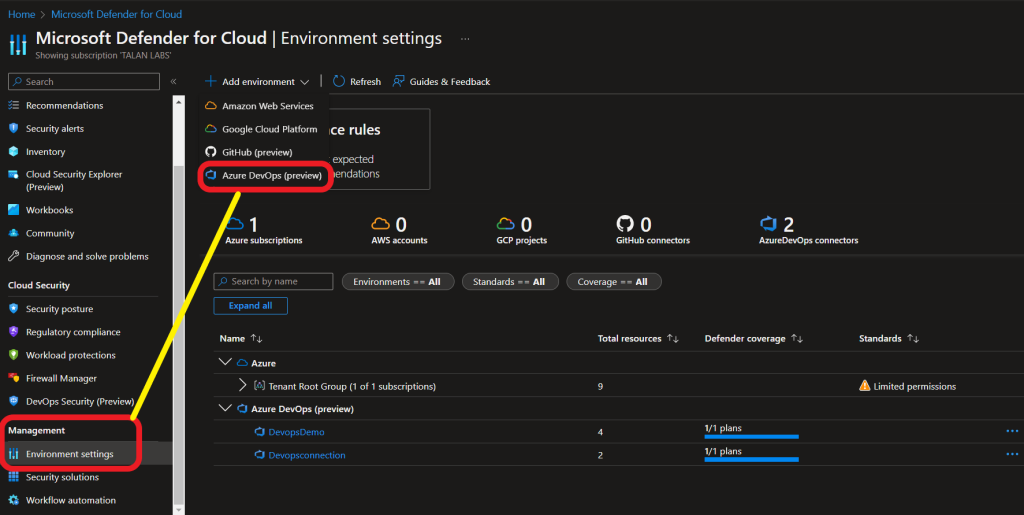 Home > Microsoft Defender for Cloud
Microsoft Defender for Cloud | Environment settings ...
Showing subscription 'TALAN LABS'
Search
«
Recommendations
Security alerts
Inventory
Cloud Security Explorer
(Preview)
Workbooks
Community
Diagnose and solve problems
Cloud Security
Security posture
Regulatory compliance
Workload protections
Firewall Manager
DevOps Security (Preview)
Management
Environment settings
Security solutions
Workflow automation
+ Add environment | Refresh Guides & Feedback
Amazon Web Services
Google Cloud Platform
GitHub (preview)
Azure DevOps (preview)
ce rules
expected
endations
1
Azure subscriptions
0
AWS accounts
0
GCP projects
0
GitHub connectors
2
AzureDevOps connectors
Search by name
Environments == All
Standards == All
Coverage == All
Expand all
Name ↑↓ Total resources ↑↓ Defender coverage ↑↓ Standards ↑↓
Azure
Tenant Root Group (1 of 1 subscriptions) 9 Limited permissions
Azure DevOps (preview)
DevopsDemo 4 1/1 plans ...
Devopsconnection 2 1/1 plans ...